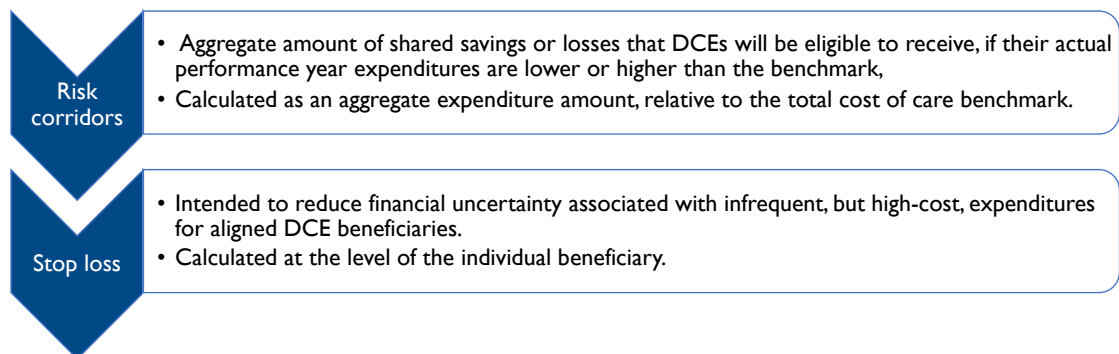 Risk
corridors
• Aggregate amount of shared savings or losses that DCEs will be eligible to receive, if their actual
performance year expenditures are lower or higher than the benchmark,
• Calculated as an aggregate expenditure amount, relative to the total cost of care benchmark.
Stop loss
• Intended to reduce financial uncertainty associated with infrequent, but high-cost, expenditures
for aligned DCE beneficiaries.
• Calculated at the level of the individual beneficiary.